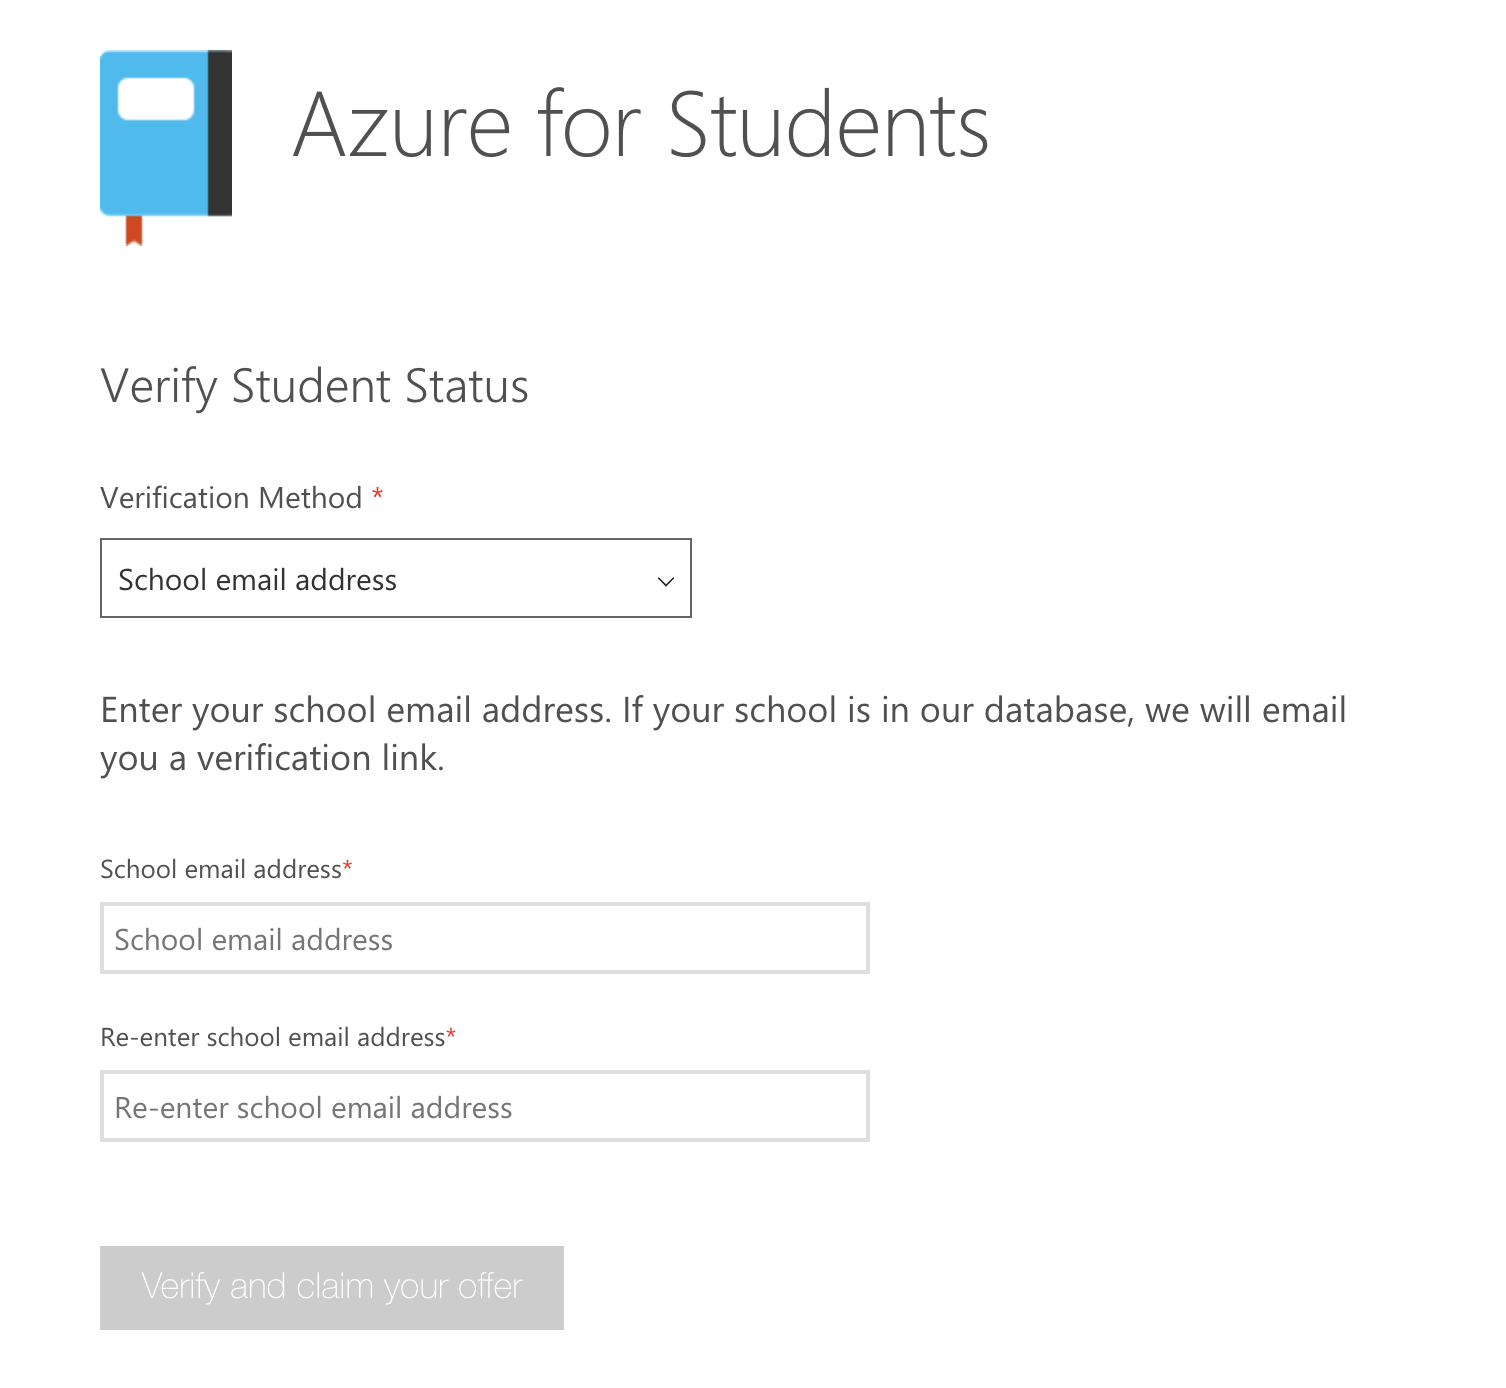 Azure for Students
Verify Student Status
Verification Method *
School email address
Enter your school email address. If your school is in our database, we will email
you a verification link.
School email address*
School email address
Re-enter school email address*
Re-enter school email address
Verify and claim your offer